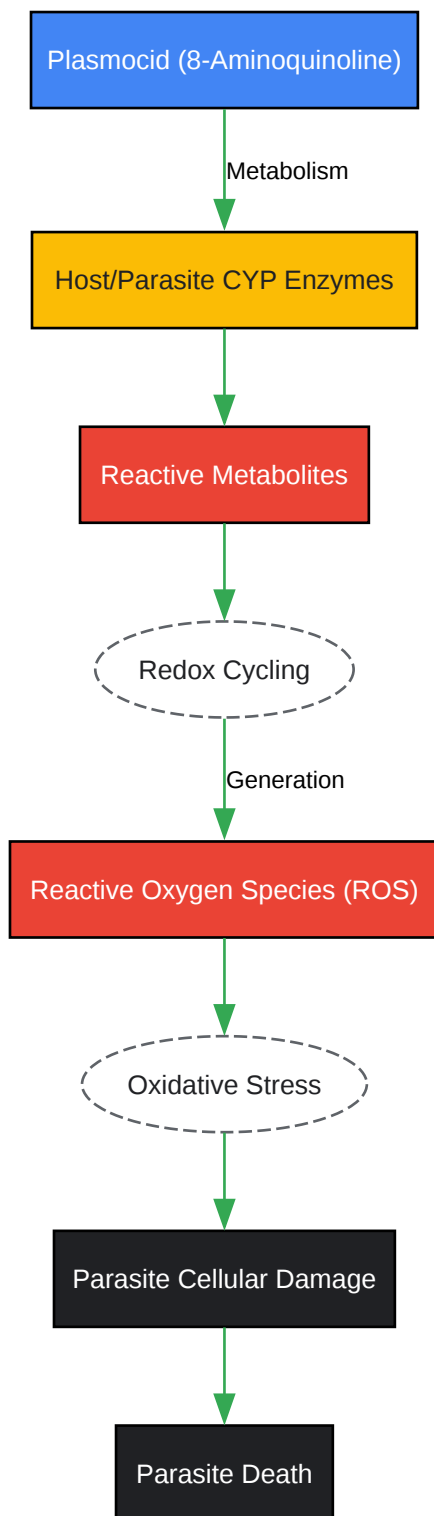 Plasmocid (8-Aminoquinoline)
Metabolism
Host/Parasite CYP Enzymes
Reactive Metabolites
Redox Cycling
Generation
Reactive Oxygen Species (ROS)
Oxidative Stress
Parasite Cellular Damage
Parasite Death